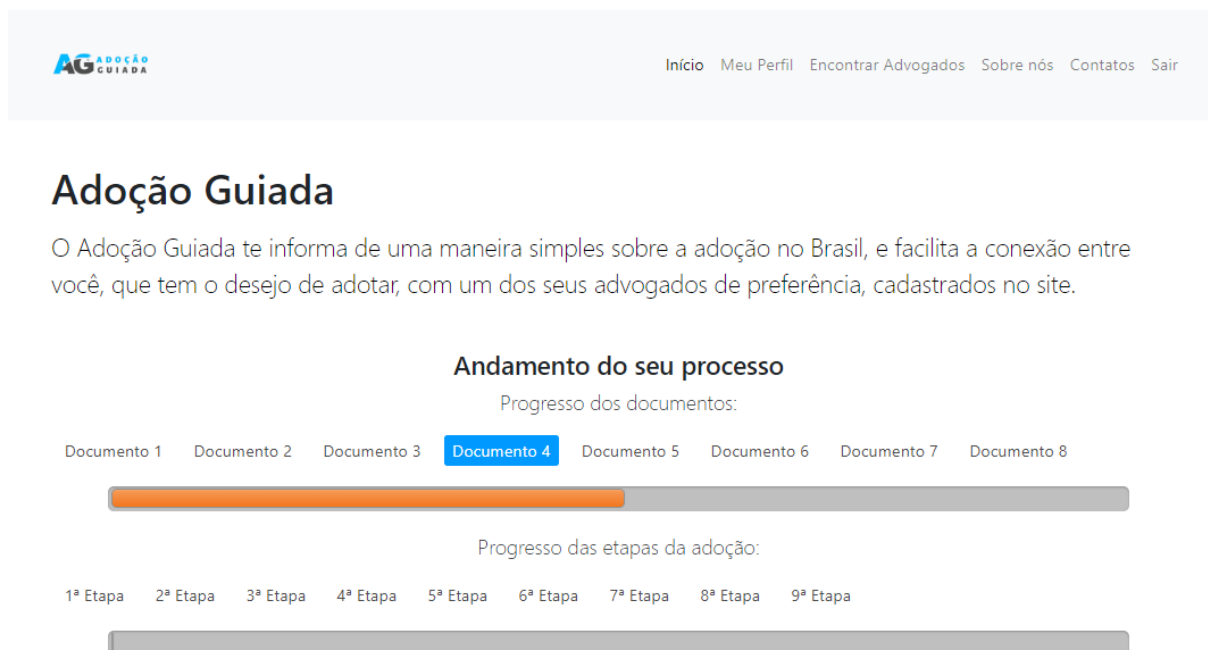 AG ADOÇÃO
GUIADA
Início Meu Perfil Encontrar Advogados Sobre nós Contatos Sair
Adoção Guiada
O Adoção Guiada te informa de uma maneira simples sobre a adoção no Brasil, e facilita a conexão entre
você, que tem o desejo de adotar, com um dos seus advogados de preferência, cadastrados no site.
Andamento do seu processo
Progresso dos documentos:
Documento 1 Documento 2 Documento 3 Documento 4 Documento 5 Documento 6 Documento 7 Documento 8
Progresso das etapas da adoção:
1ª Etapa 2ª Etapa 3ª Etapa 4ª Etapa 5ª Etapa 6ª Etapa 7ª Etapa 8ª Etapa 9ª Etapa